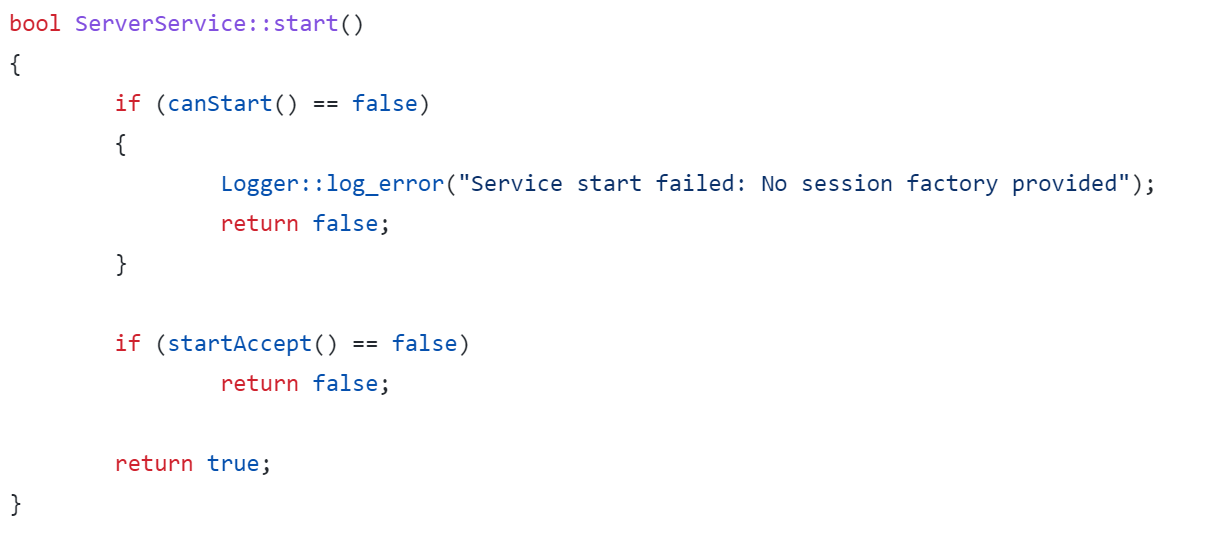 bool ServerService::start()
{
        if (canStart() == false)
        {
                Logger::log_error("Service start failed: No session factory provided");
                return false;
        }

        if (startAccept() == false)
                return false;

        return true;
}